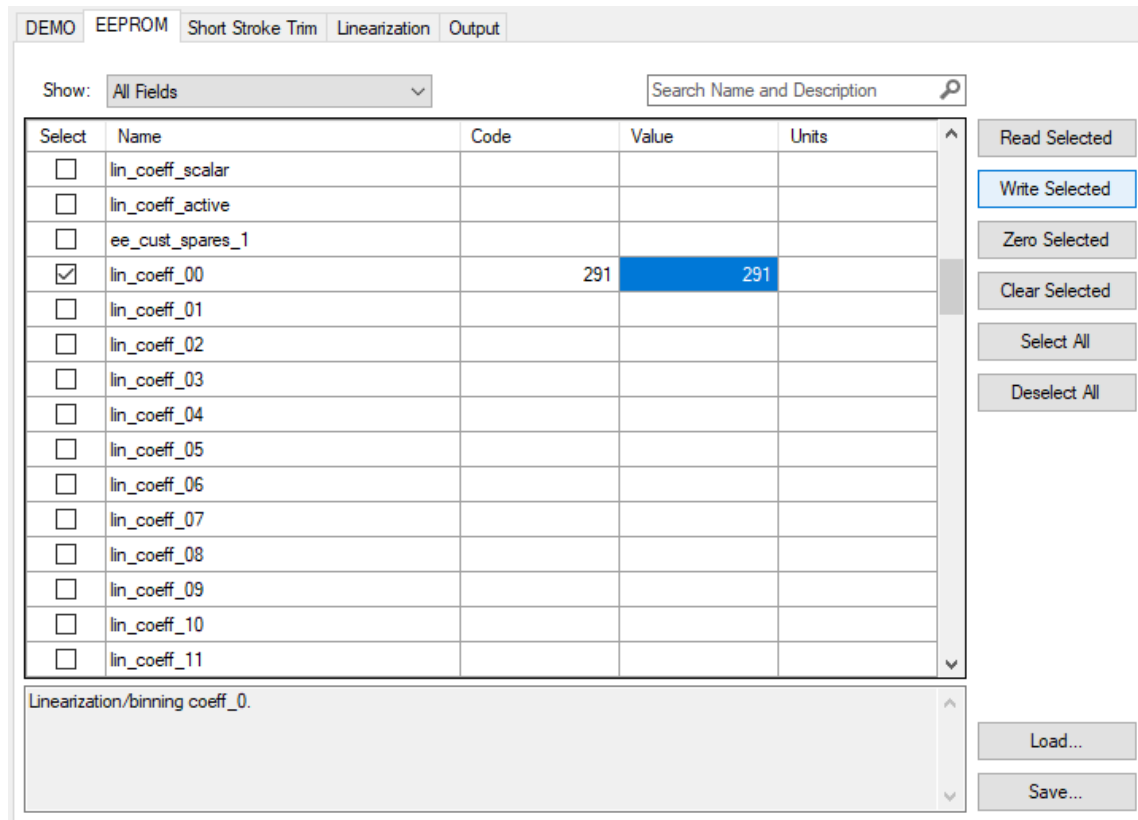 DEMO EEPROM Short Stroke Trim Linearization Output
Show: All Fields Search Name and Description
Select Name Code Value Units
lin_coeff_scalar
lin_coeff_active
ee_cust_spares_1
lin_coeff_00 291 291
lin_coeff_01
lin_coeff_02
lin_coeff_03
lin_coeff_04
lin_coeff_05
lin_coeff_06
lin_coeff_07
lin_coeff_08
lin_coeff_09
lin_coeff_10
lin_coeff_11
Read Selected
Write Selected
Zero Selected
Clear Selected
Select All
Deselect All
Linearization/binning coeff_0.
Load...
Save...